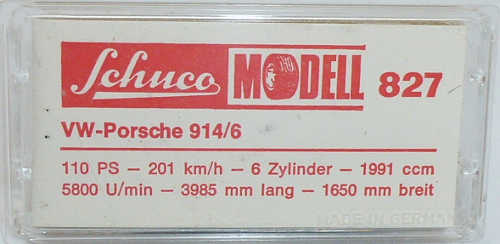 Schuco MODELL 827
VW-Porsche 914/6
110 PS — 201 km/h — 6 Zylinder — 1991 ccm
5800 U/min — 3985 mm lang — 1650 mm breit
MADE IN GERMANY